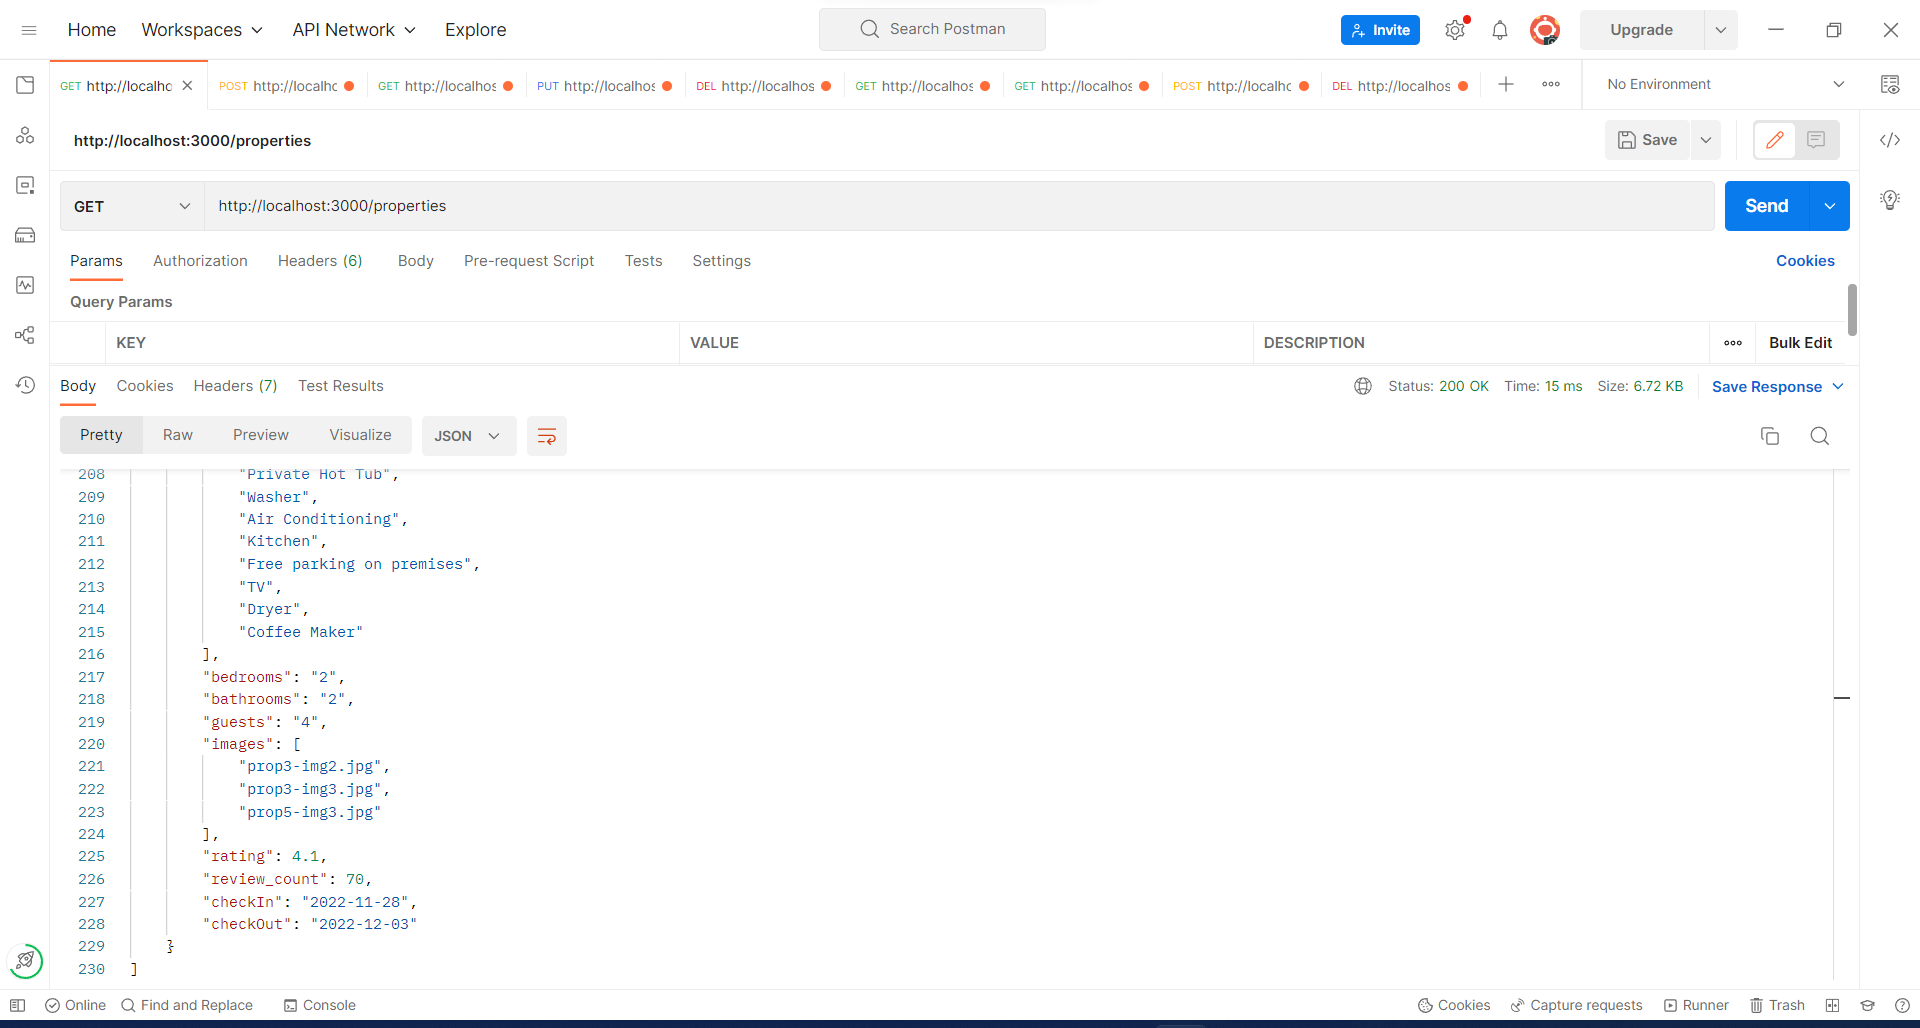 Home Workspaces API Network Explore Search Postman Invite Upgrade
GET http://localho POST http://localhc GET http://localhos PUT http://localhos DEL http://localhos GET http://localhos GET http://localhos POST http://localhc DEL http://localhos No Environment
http://localhost:3000/properties Save
GET http://localhost:3000/properties Send
Params Authorization Headers (6) Body Pre-request Script Tests Settings Cookies
Query Params
KEY VALUE DESCRIPTION Bulk Edit
Body Cookies Headers (7) Test Results Status: 200 OK Time: 15 ms Size: 6.72 KB Save Response
Pretty Raw Preview Visualize JSON
208 "Private Hot Tub",
209 "Washer",
210 "Air Conditioning",
211 "Kitchen",
212 "Free parking on premises",
213 "TV",
214 "Dryer",
215 "Coffee Maker"
216 ],
217 "bedrooms": "2",
218 "bathrooms": "2",
219 "guests": "4",
220 "images": [
221 "prop3-img2.jpg",
222 "prop3-img3.jpg",
223 "prop5-img3.jpg"
224 ],
225 "rating": 4.1,
226 "review_count": 70,
227 "checkIn": "2022-11-28",
228 "checkOut": "2022-12-03"
229 }
230 ]
Online Find and Replace Console Cookies Capture requests Runner Trash